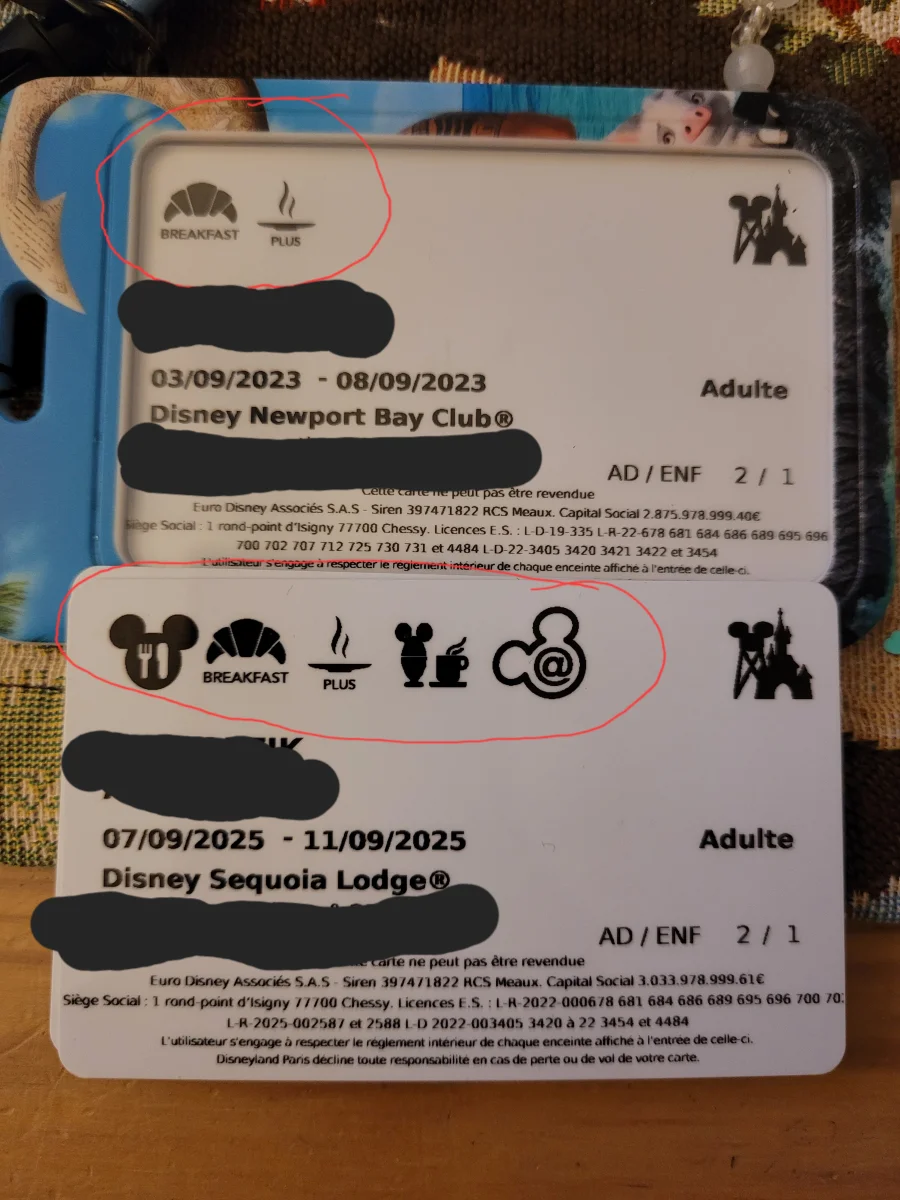 BREAKFAST
PLUS
03/09/2023 - 08/09/2023
Adulte
Disney Newport Bay Club®
AD / ENF 2 / 1
Cette carte ne peut pas être revendue
Euro Disney Associés S.A.S - Siren 397471822 RCS Meaux. Capital Social 2.875.978.999.40€
Siège Social : 1 rond-point d'Isigny 77700 Chessy. Licences E.S. : L-D-19-335 L-R-22-678 681 684 686 689 695 696
700 702 707 712 725 730 731 et 4484 L-D-22-3405 3420 3421 3422 et 3454
L'utilisateur s'engage à respecter le réglement intérieur de chaque enceinte affiché à l'entrée de celle-ci.
BREAKFAST
PLUS
@
07/09/2025 - 11/09/2025
Adulte
Disney Sequoia Lodge®
AD / ENF 2 / 1
carte ne peut pas être revendue
Euro Disney Associés S.A.S - Siren 397471822 RCS Meaux. Capital Social 3.033.978.999.61€
Siège Social : 1 rond-point d'Isigny 77700 Chessy. Licences E.S. : L-R-2022-000678 681 684 686 689 695 696 700 70
L-R-2025-002587 et 2588 L-D 2022-003405 3420 à 22 3454 et 4484
L'utilisateur s'engage à respecter le réglement intérieur de chaque enceinte affiché à l'entrée de celle-ci.
Disneyland Paris décline toute responsabilité en cas de perte ou de vol de votre carte.